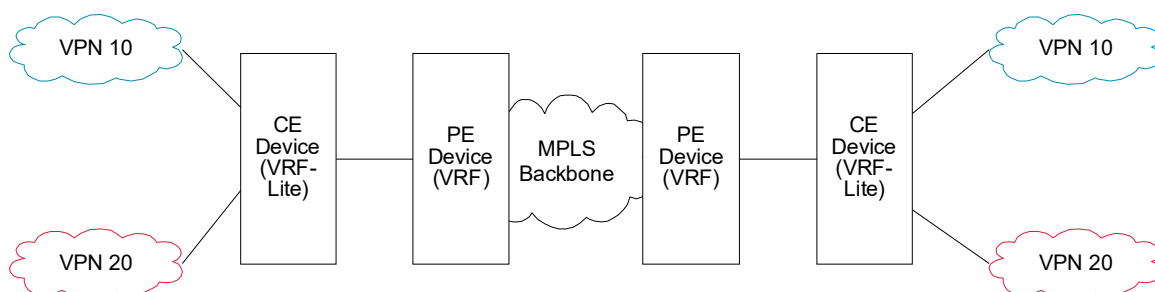 VPN 10
VPN 10
CE
Device
(VRF-
Lite)
PE
Device
(VRF)
MPLS
Backbone
PE
Device
(VRF)
CE
Device
(VRF-
Lite)
VPN 20
VPN 20